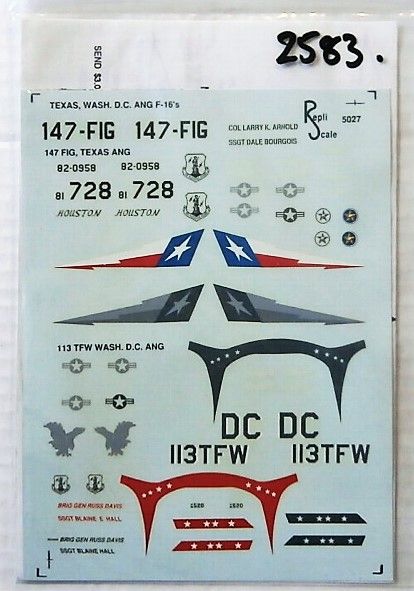 2583.
SEND $3.0
TEXAS, WASH. D.C. ANG F-16's
147-FIG 147-FIG
COL LARRY K. ARNOLD
SSGT DALE BOURGOIS
Repli Scale
5027
147 FIG, TEXAS ANG
82-0958 82-0958
81 728 81 728
HOUSTON HOUSTON
113 TFW WASH. D.C. ANG
DC DC
113TFW 113TFW
BRIG GEN RUSS DAVIS
SSGT BLAINE E HALL
1520 1520
BRIG GEN RUSS DAVIS
SSGT BLAINE HALL